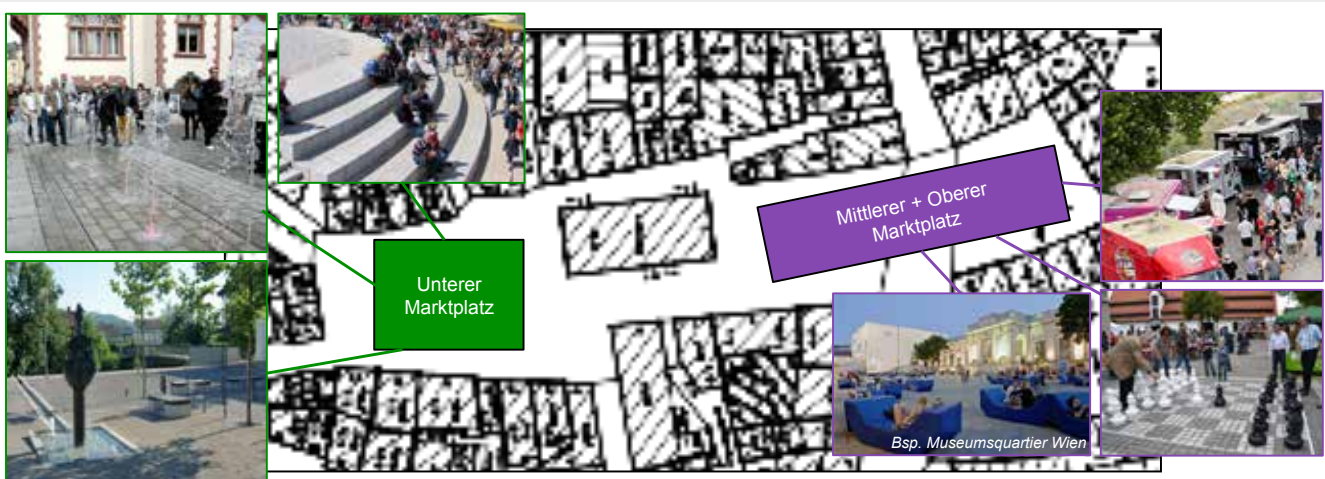 Unterer
Marktplatz
Mittlerer + Oberer
Marktplatz
Bsp. Museumsquartier Wien